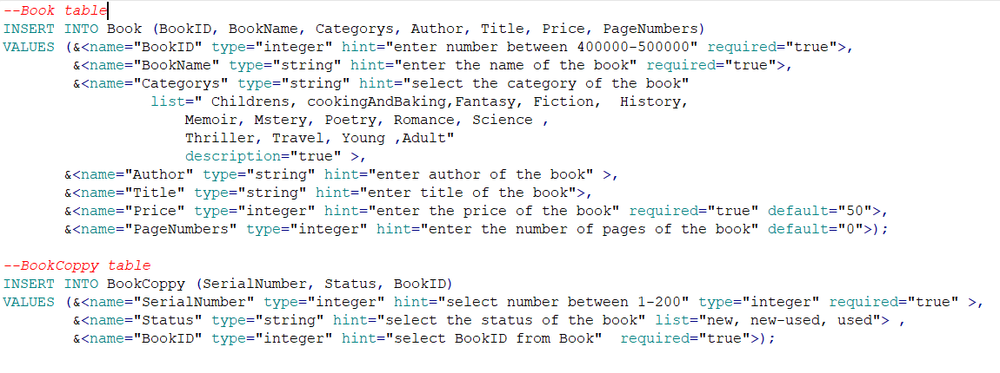 --Book table
INSERT INTO Book (BookID, BookName, Categorys, Author, Title, Price, PageNumbers)
VALUES (&<name="BookID" type="integer" hint="enter number between 400000-500000" required="true">,
&<name="BookName" type="string" hint="enter the name of the book" required="true">,
&<name="Categorys" type="string" hint="select the category of the book"
list=" Childrens, cookingAndBaking,Fantasy, Fiction,  History,
Memoir, Mstery, Poetry, Romance, Science ,
Thriller, Travel, Young ,Adult"
description="true" >,
&<name="Author" type="string" hint="enter author of the book" >,
&<name="Title" type="string" hint="enter title of the book">,
&<name="Price" type="integer" hint="enter the price of the book" required="true" default="50">,
&<name="PageNumbers" type="integer" hint="enter the number of pages of the book" default="0">);
--BookCoppy table
INSERT INTO BookCoppy (SerialNumber, Status, BookID)
VALUES (&<name="SerialNumber" type="integer" hint="select number between 1-200" type="integer" required="true" >,
&<name="Status" type="string" hint="select the status of the book" list="new, new-used, used"> ,
&<name="BookID" type="integer" hint="select BookID from Book"  required="true">);